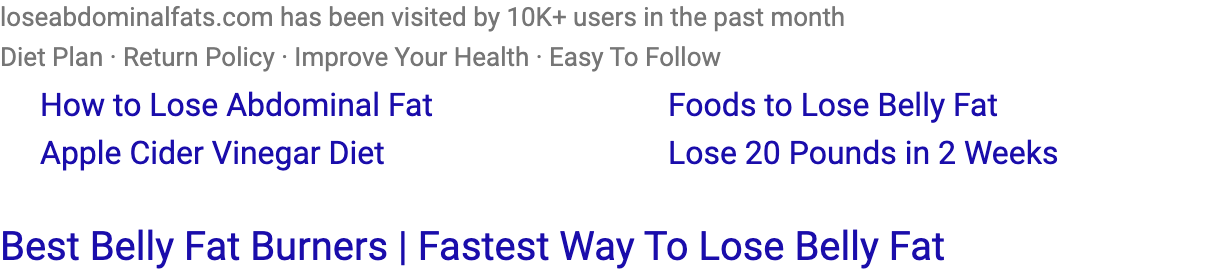 loseabdominalfats.com has been visited by 10K+ users in the past month
Diet Plan · Return Policy · Improve Your Health · Easy To Follow
How to Lose Abdominal Fat Foods to Lose Belly Fat
Apple Cider Vinegar Diet Lose 20 Pounds in 2 Weeks
Best Belly Fat Burners | Fastest Way To Lose Belly Fat